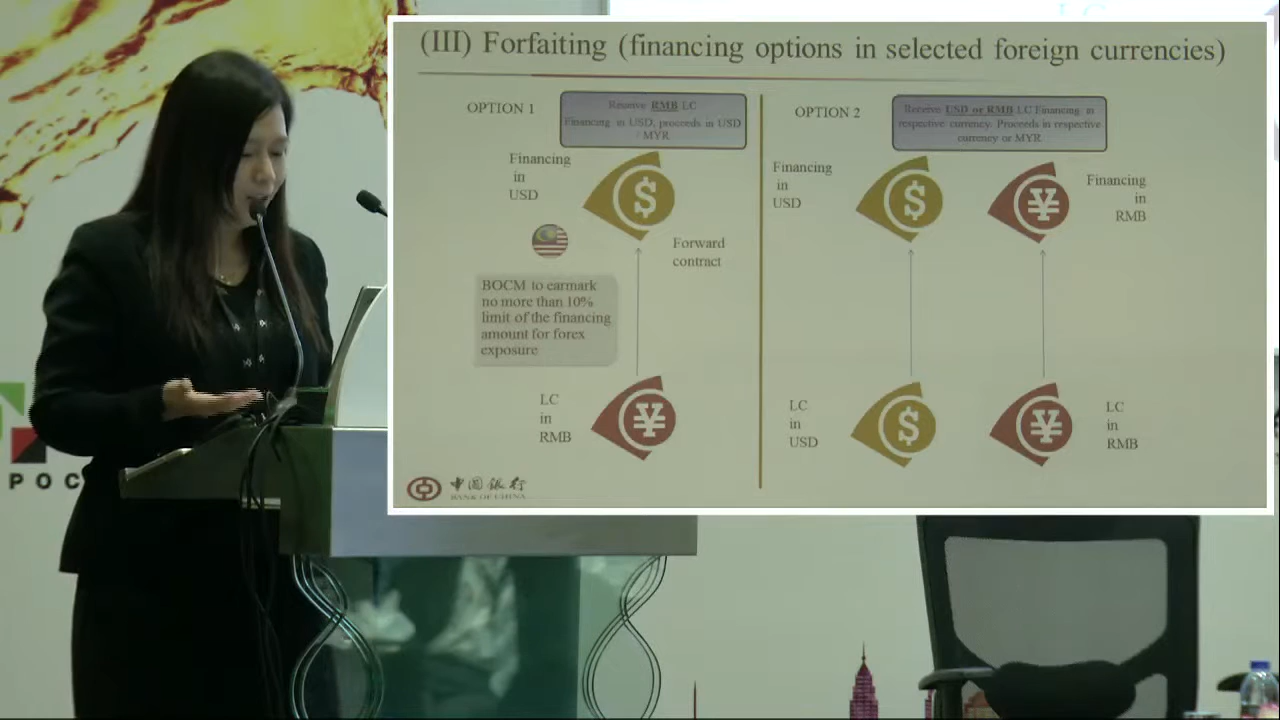 (III) Forfaiting (financing options in selected foreign currencies)
OPTION 1
Receive RMB LC
Financing in USD, proceeds in USD
/ MYR
Financing
in
USD
$
Forward
contract
BOCM to earmark
no more than 10%
limit of the financing
amount for forex
exposure
LC
in
RMB
¥
OPTION 2
Receive USD or RMB LC Financing in
respective currency. Proceeds in respective
currency or MYR
Financing
in
USD
$
¥
Financing
in
RMB
LC
in
USD
$
¥
LC
in
RMB
中国银行
BANK OF CHINA
POC